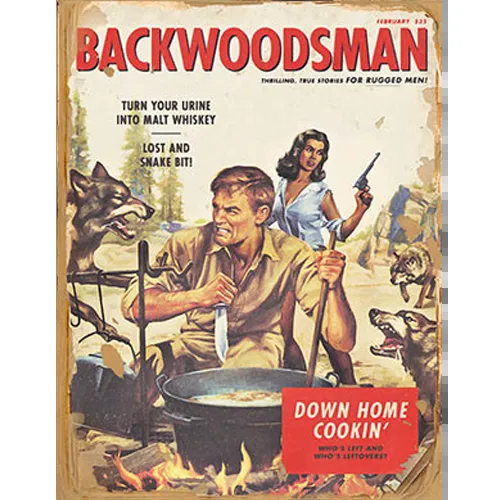 FEBRUARY $35
BACKWOODSMAN
THRILLING, TRUE STORIES FOR RUGGED MEN!
TURN YOUR URINE
INTO MALT WHISKEY
LOST AND
SNAKE BIT!
DOWN HOME
COOKIN'
WHO'S LEFT AND
WHO'S LEFTOVERS?